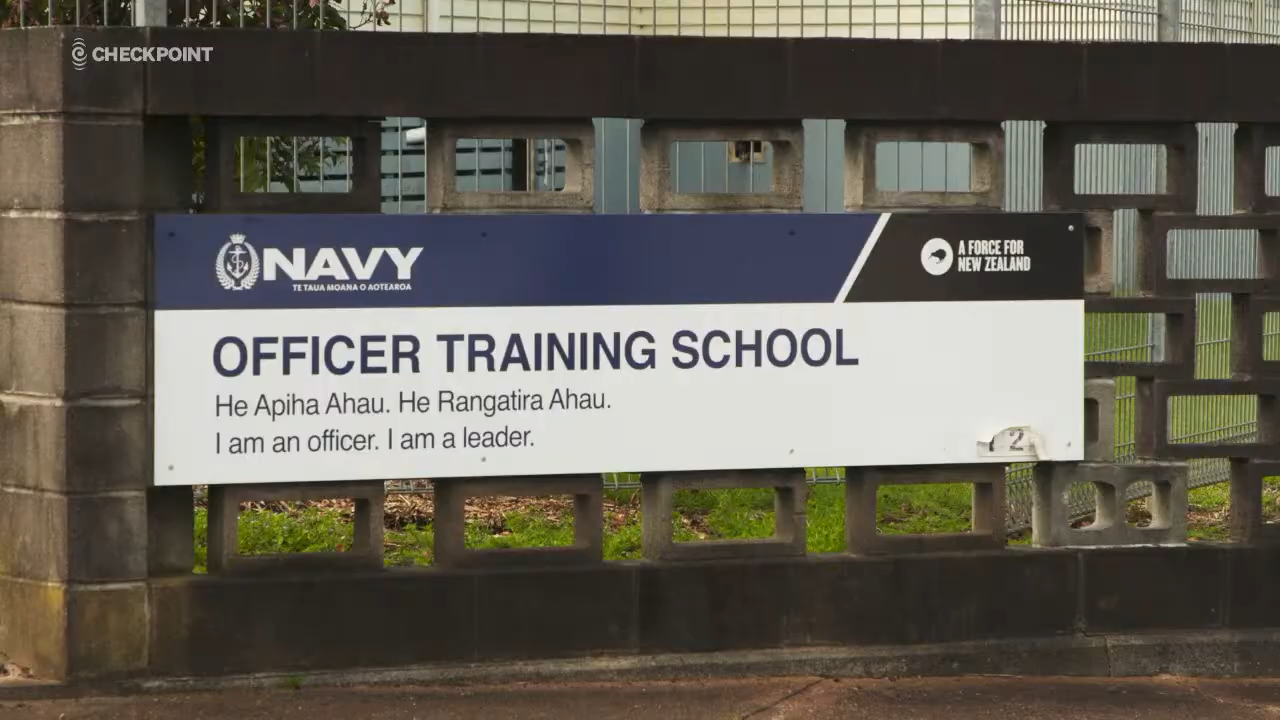 CHECKPOINT
NAVY
TE TAUA MOANA O AOTEAROA
A FORCE FOR
NEW ZEALAND
OFFICER TRAINING SCHOOL
He Apiha Ahau. He Rangatira Ahau.
I am an officer. I am a leader.
2